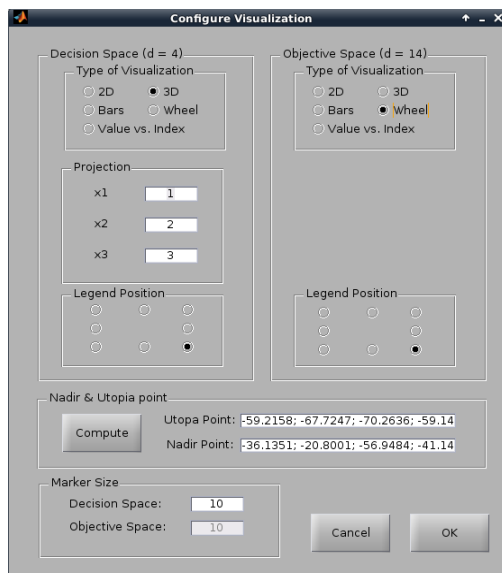 Configure Visualization
Decision Space (d = 4)
Type of Visualization
2D 3D
Bars Wheel
Value vs. Index
Projection
x1 1
x2 2
x3 3
Legend Position
Objective Space (d = 14)
Type of Visualization
2D 3D
Bars Wheel
Value vs. Index
Legend Position
Nadir & Utopia point
Compute
Utopa Point: -59.2158; -67.7247; -70.2636; -59.14
Nadir Point: -36.1351; -20.8001; -56.9484; -41.14
Marker Size
Decision Space: 10
Objective Space: 10
Cancel
OK